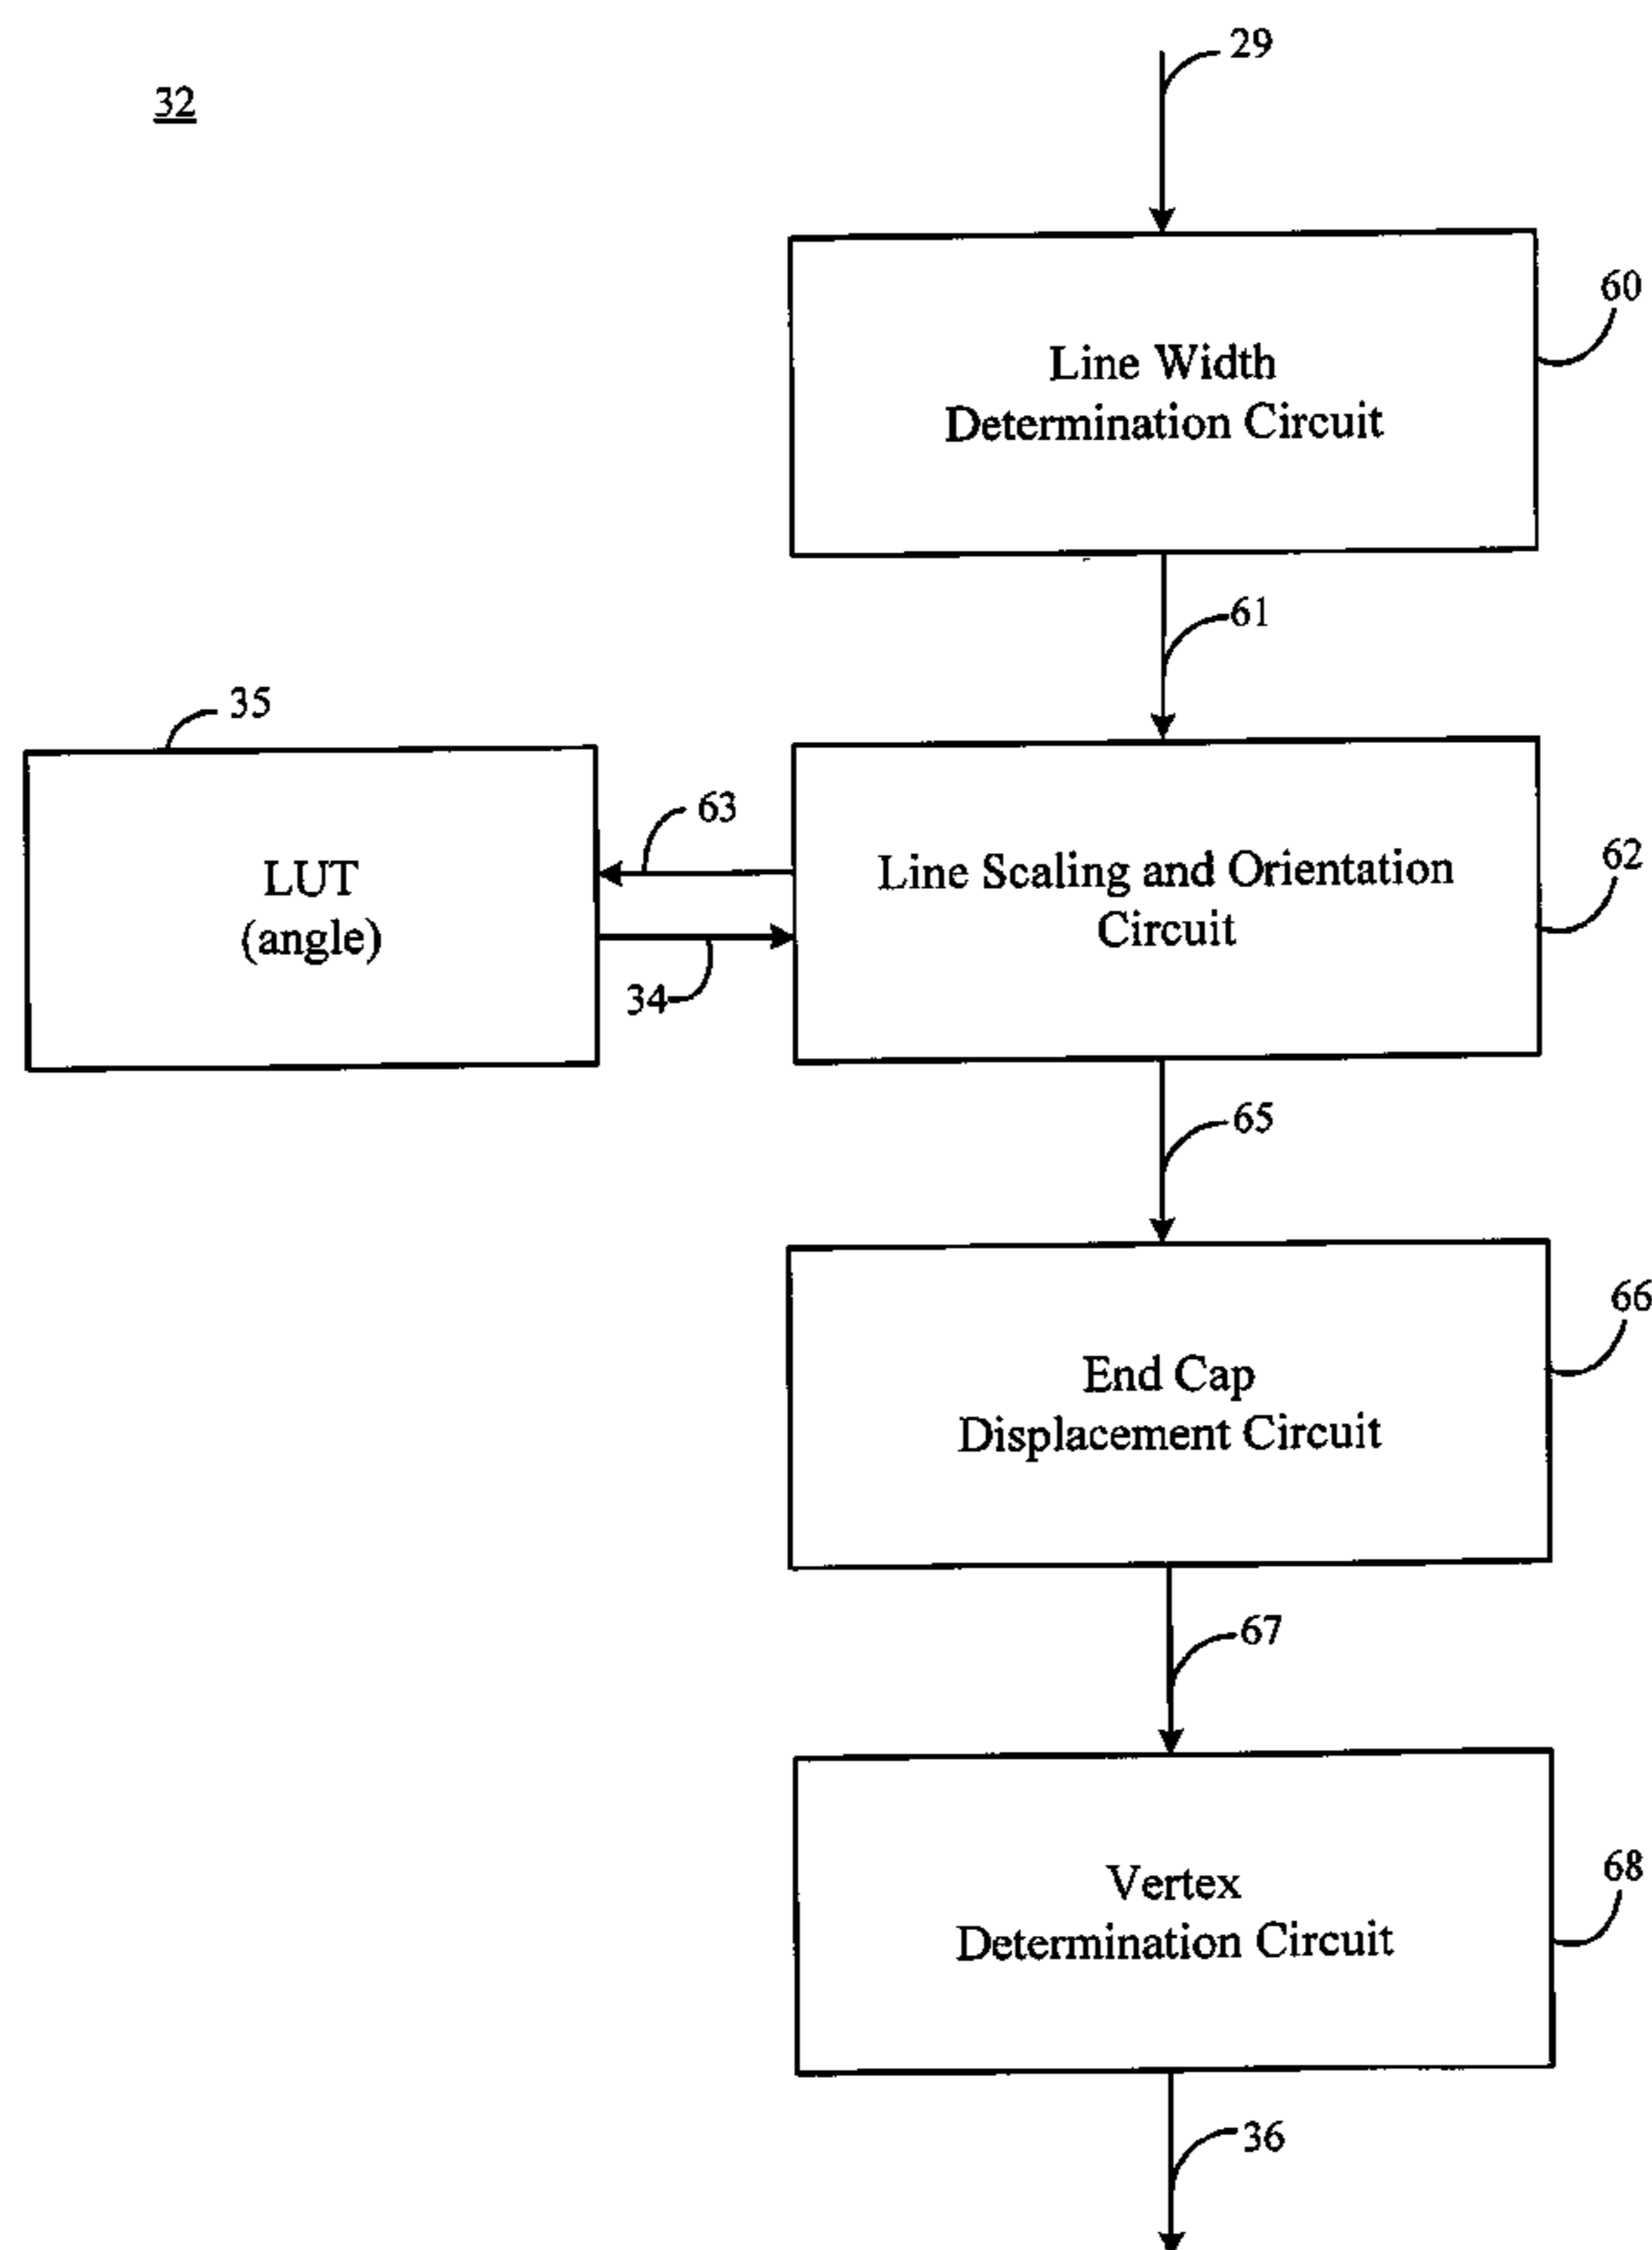 29
32
60
Line Width
Determination Circuit
61
35
63
LUT
(angle)
Line Scaling and Orientation
Circuit
62
34
65
66
End Cap
Displacement Circuit
67
68
Vertex
Determination Circuit
36